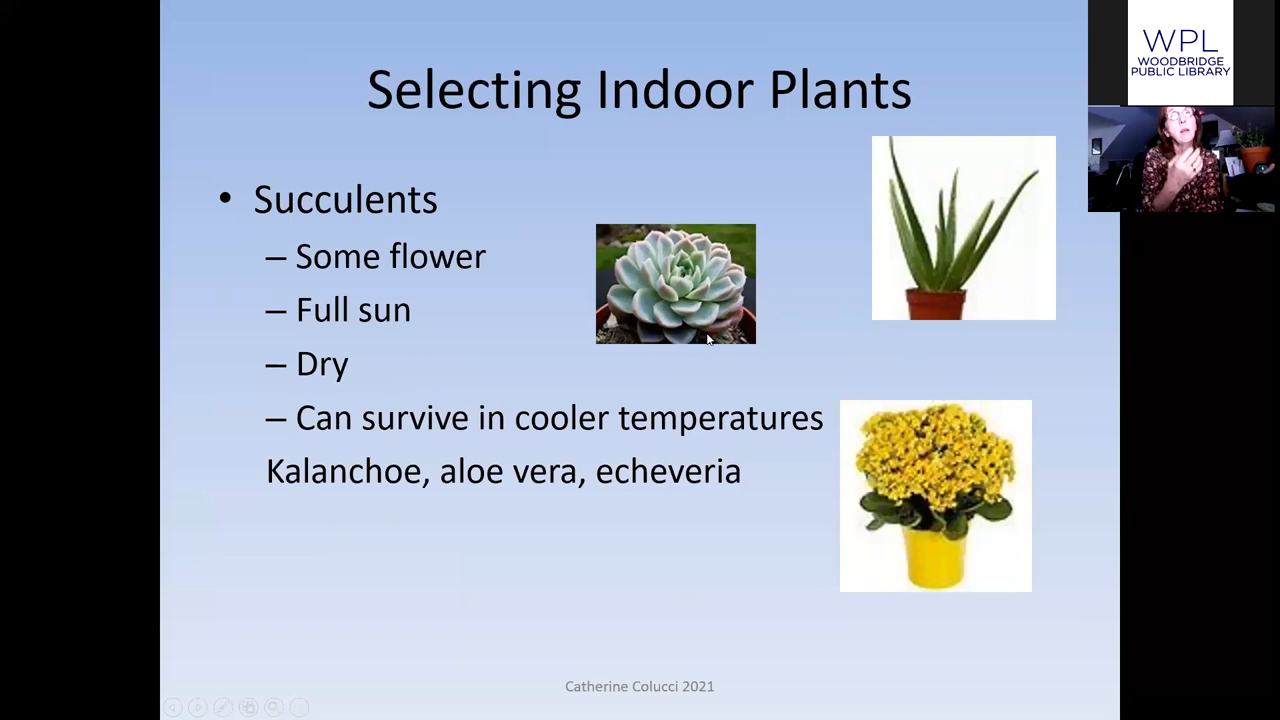 Selecting Indoor Plants
• Succulents
– Some flower
– Full sun
– Dry
– Can survive in cooler temperatures
Kalanchoe, aloe vera, echeveria
Catherine Colucci 2021
WPL
WOODBRIDGE
PUBLIC LIBRARY